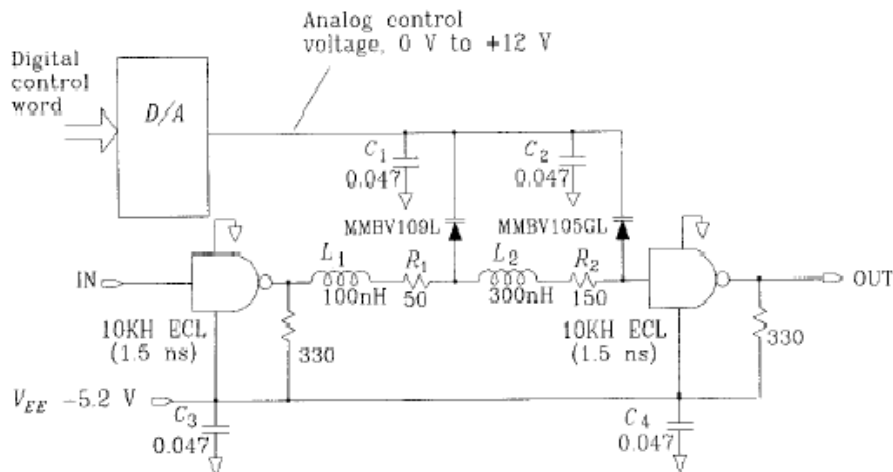 Analog control
voltage, 0 V to +12 V
Digital
control
word
D/A
C1
0.047
C2
0.047
MMBV109L
MMBV105GL
IN
L1
100nH
R1
50
L2
300nH
R2
150
OUT
10KH ECL
(1.5 ns)
330
10KH ECL
(1.5 ns)
330
VEE -5.2 V
C3
0.047
C4
0.047